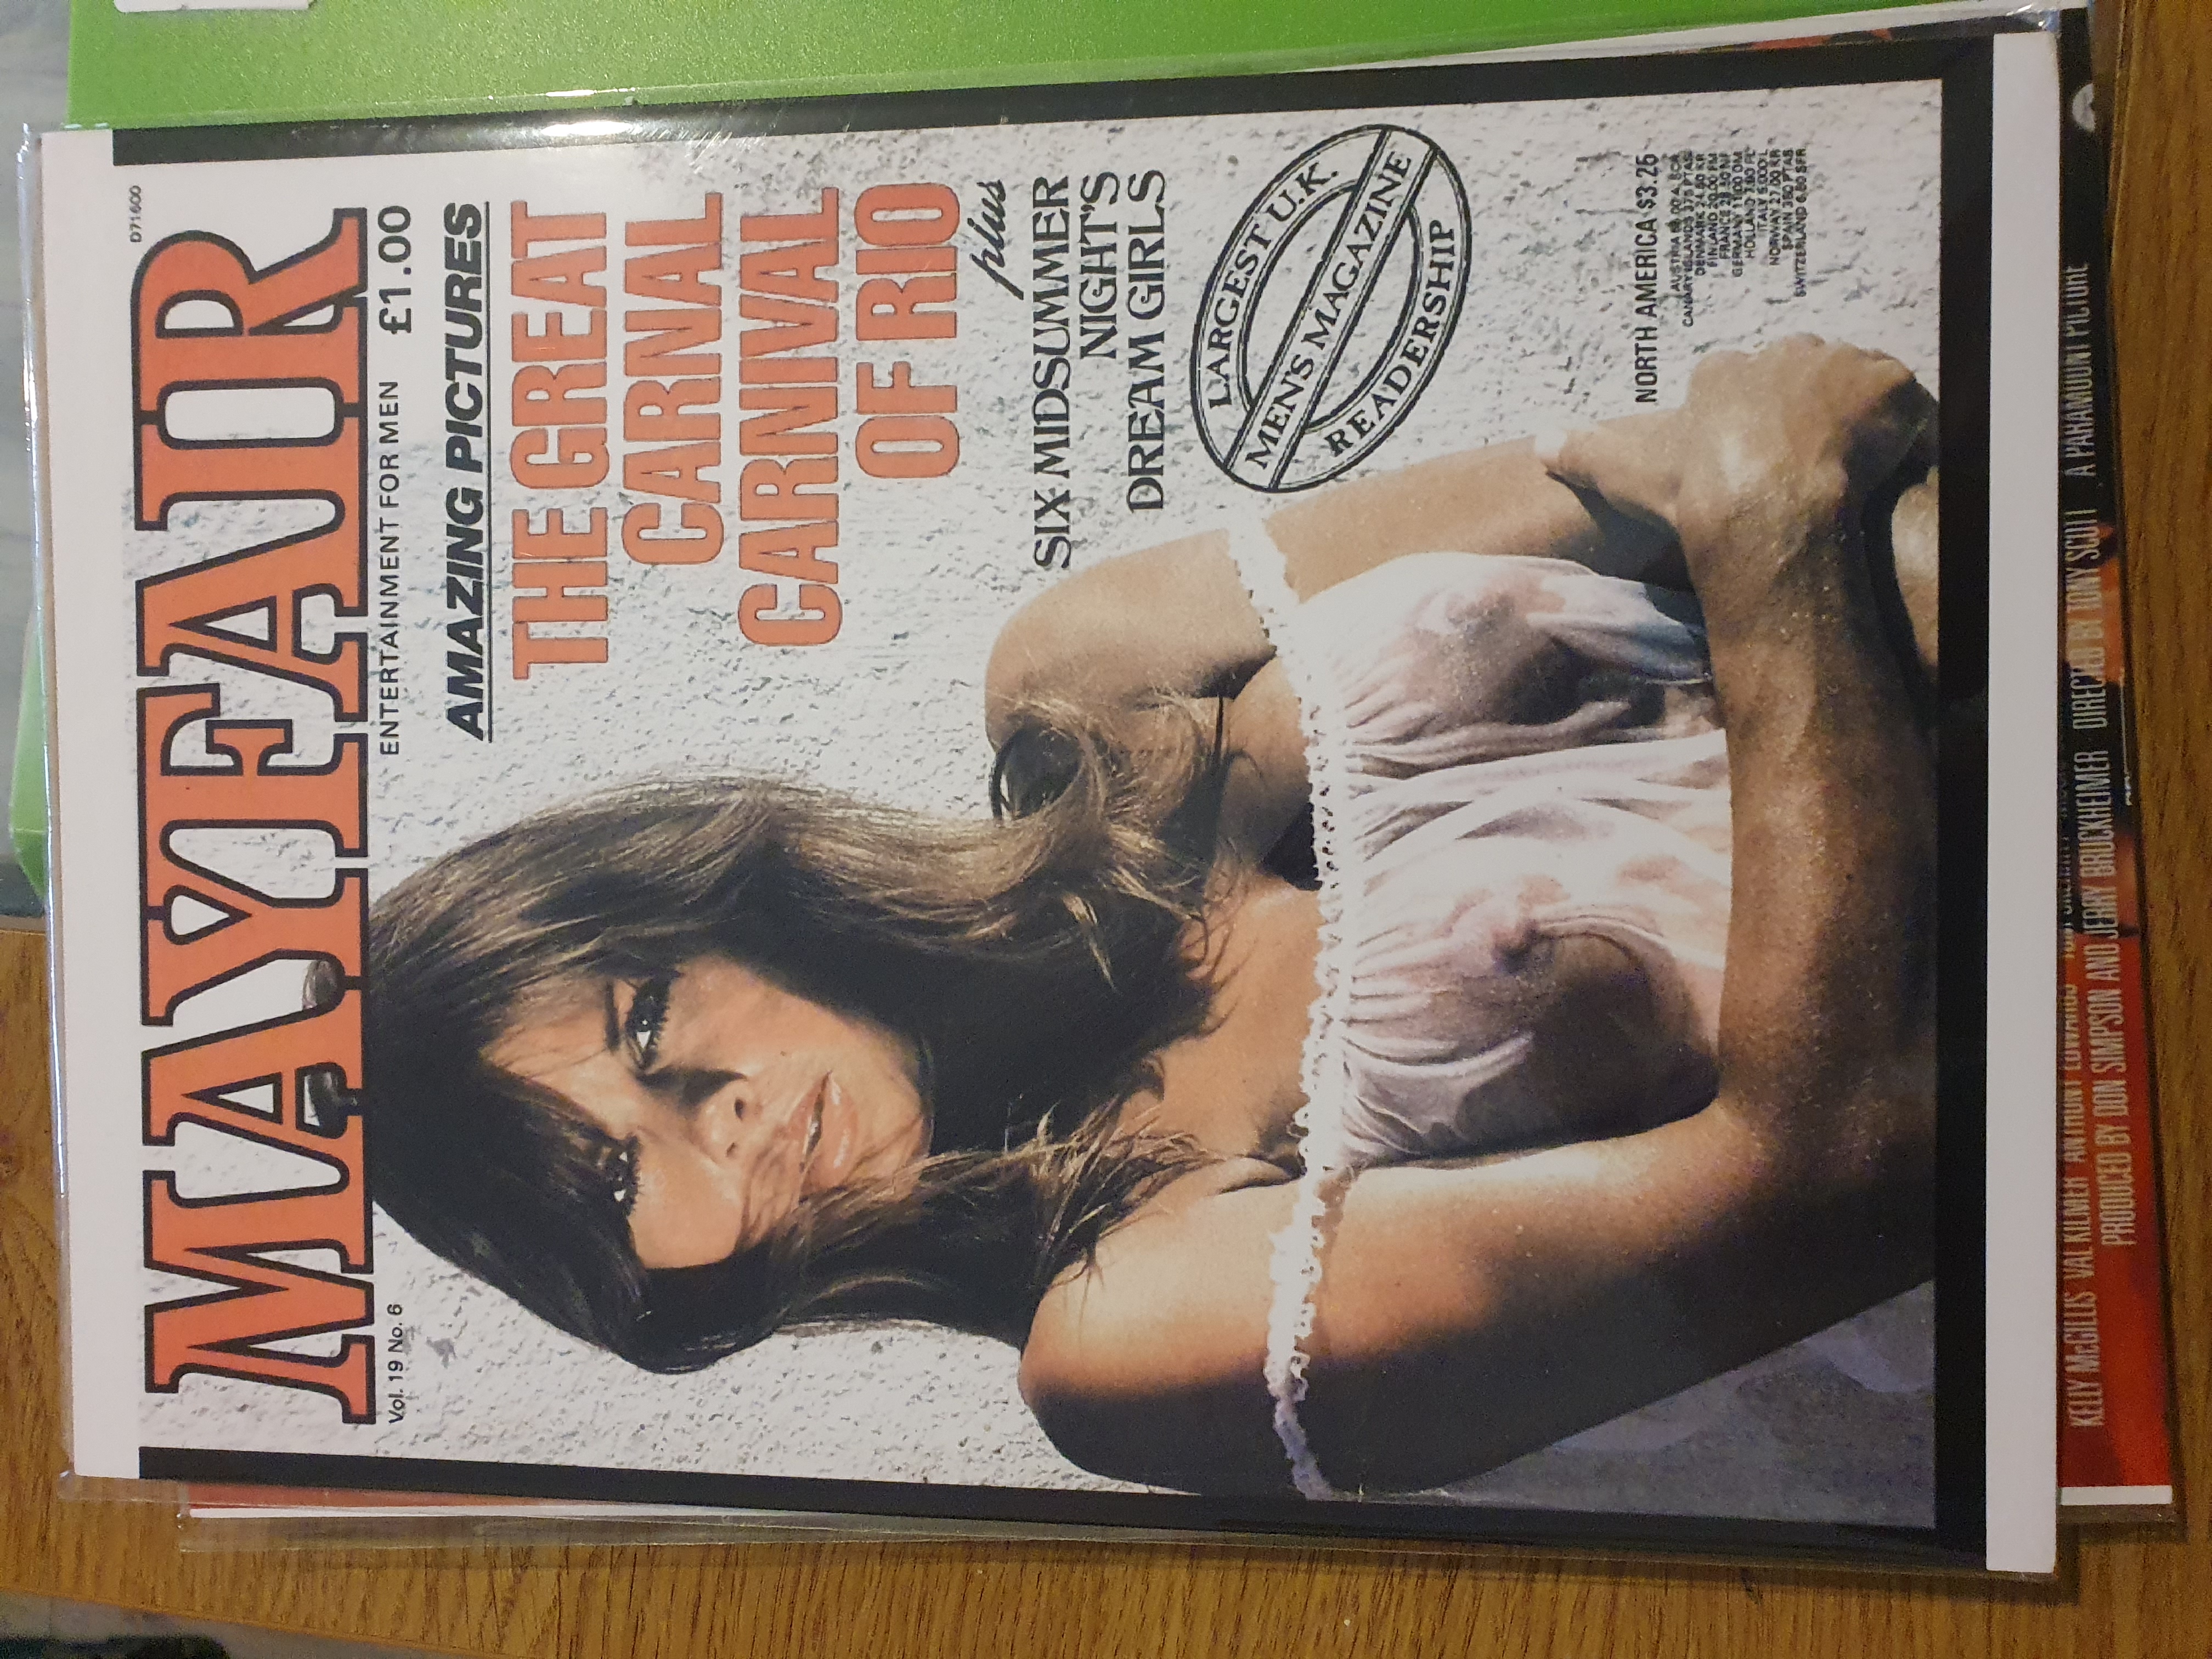 D71600
MAYFAIR
Vol. 19 No. 6
ENTERTAINMENT FOR MEN £1.00
AMAZING PICTURES
THE GREAT
CARNAL
CARNIVAL
OF RIO
plus
SIX MIDSUMMER
NIGHT'S
DREAM GIRLS
LARGEST U.K.
MEN'S MAGAZINE
READERSHIP
NORTH AMERICA $3.25
KELLY McGILLIS VAL KILMER ANTHONY EDWARDS
PRODUCED BY DON SIMPSON AND JERRY BRUCKHEIMER DIRECTED BY TONY SCOTT A PARAMOUNT PICTURE